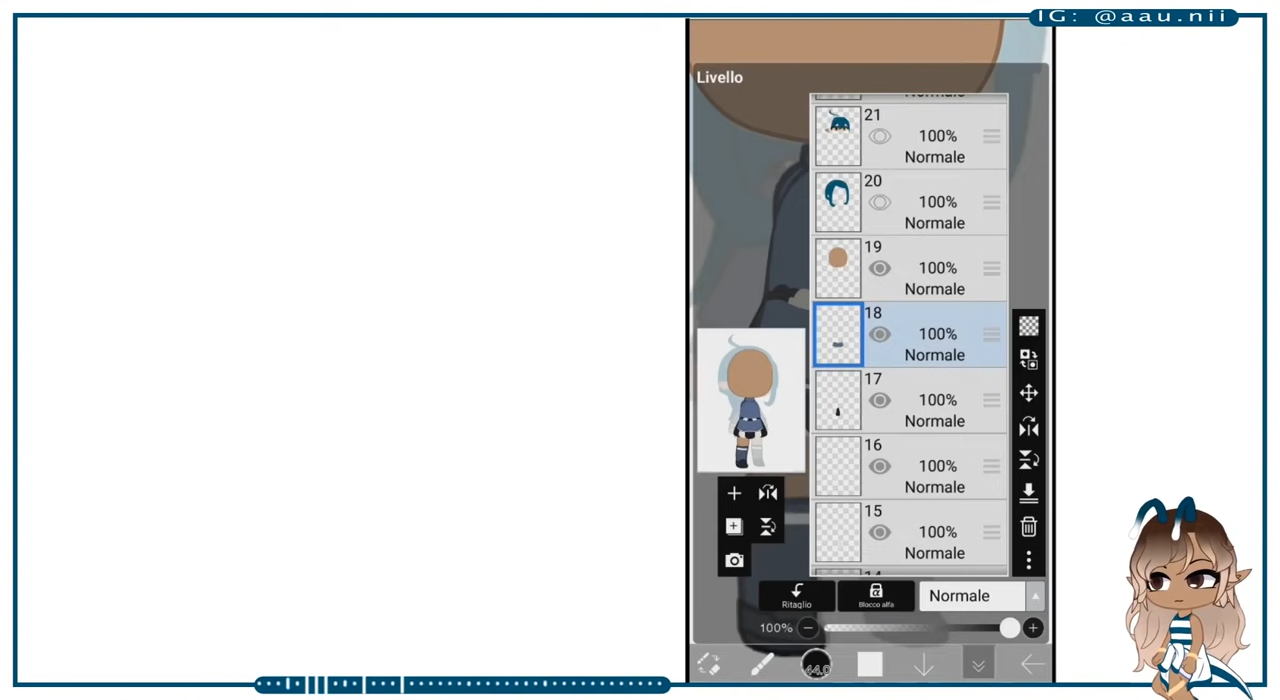 IG: @aau.nii
Livello
Normale
21
100%
Normale
20
100%
Normale
19
100%
Normale
18
100%
Normale
17
100%
Normale
16
100%
Normale
15
100%
Normale
14
Ritaglio
α
Blocco alfa
Normale
100%
44.0